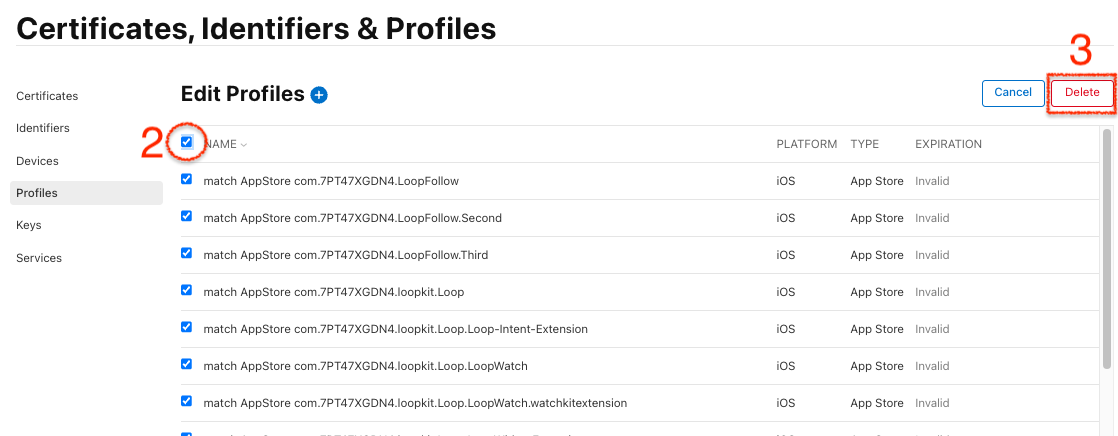 Certificates, Identifiers & Profiles
3
Certificates
Identifiers
Devices
Profiles
Keys
Services
Edit Profiles
Cancel
Delete
2
NAME PLATFORM TYPE EXPIRATION
match AppStore com.7PT47XGDN4.LoopFollow iOS App Store Invalid
match AppStore com.7PT47XGDN4.LoopFollow.Second iOS App Store Invalid
match AppStore com.7PT47XGDN4.LoopFollow.Third iOS App Store Invalid
match AppStore com.7PT47XGDN4.loopkit.Loop iOS App Store Invalid
match AppStore com.7PT47XGDN4.loopkit.Loop.Loop-Intent-Extension iOS App Store Invalid
match AppStore com.7PT47XGDN4.loopkit.Loop.LoopWatch iOS App Store Invalid
match AppStore com.7PT47XGDN4.loopkit.Loop.LoopWatch.watchkitextension iOS App Store Invalid